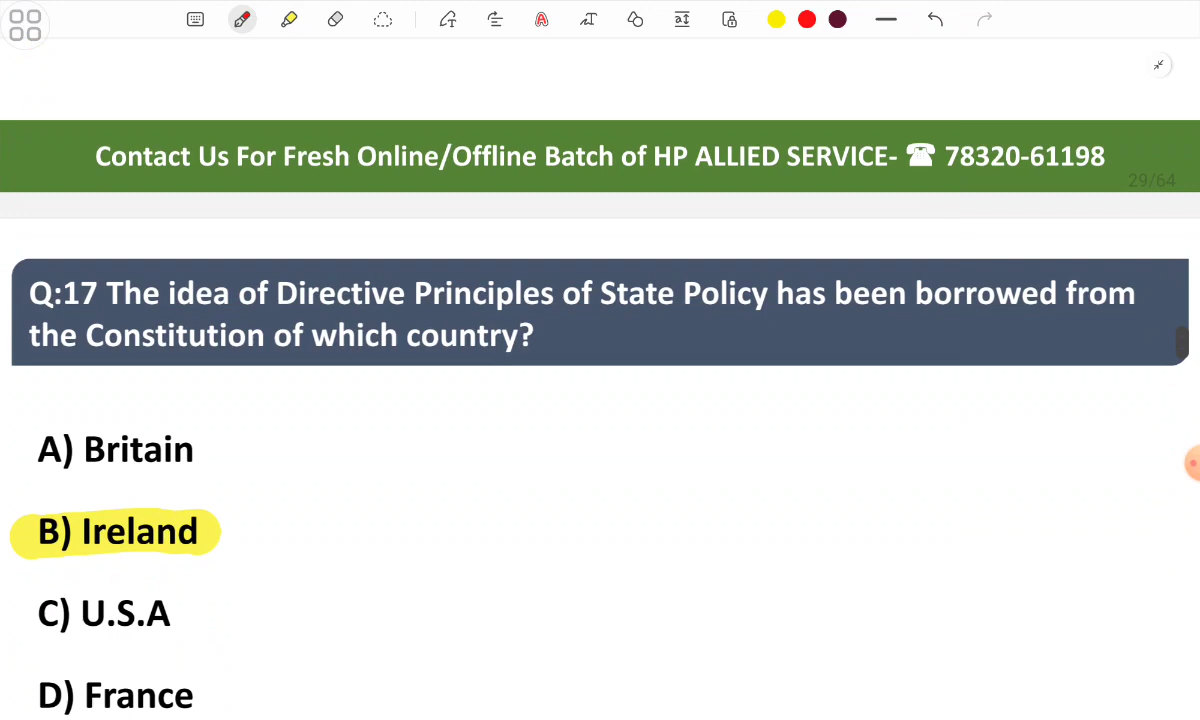 Contact Us For Fresh Online/Offline Batch of HP ALLIED SERVICE- ☎ 78320-61198
29/64
Q:17 The idea of Directive Principles of State Policy has been borrowed from
the Constitution of which country?
A) Britain
B) Ireland
C) U.S.A
D) France